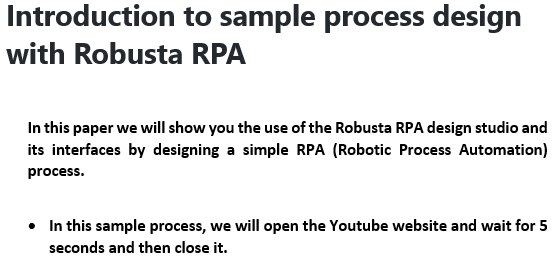 Introduction to sample process design
with Robusta RPA
In this paper we will show you the use of the Robusta RPA design studio and
its interfaces by designing a simple RPA (Robotic Process Automation)
process.
• In this sample process, we will open the Youtube website and wait for 5
seconds and then close it.